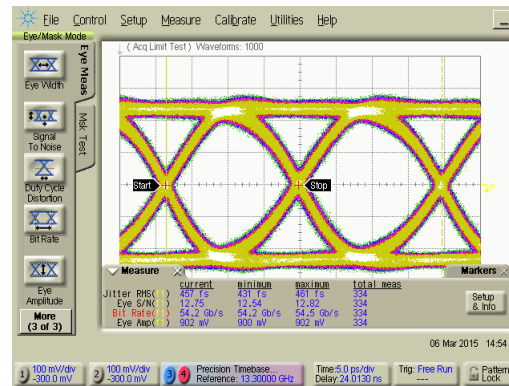 File Control Setup Measure Calibrate Utilities Help
Eye/Mask Mode
( Acq Limit Test ) Waveforms: 1000
Eye Meas
Msk Test
Eye Width
Signal
To Noise
Duty Cycle
Distortion
Bit Rate
Eye
Amplitude
More
(3 of 3)
Start
Stop
Measure
Markers
current minimum maximum total meas
Jitter RMS( ) 457 fs 431 fs 461 fs 334
Eye S/N( ) 12.75 12.54 12.82 334
Bit Rate( ) 54.2 Gb/s 54.2 Gb/s 54.5 Gb/s 334
Eye Amp( ) 902 mV 900 mV 902 mV 334
Setup
& Info
06 Mar 2015 14:54
1 100 mV/div
-300.0 mV
2 100 mV/div
-300.0 mV
3 4 Precision Timebase...
Reference: 13.30000 GHz
Time:5.0 ps/div
Delay:24.0130 ns
Trig: Free Run
---
Pattern
Lock